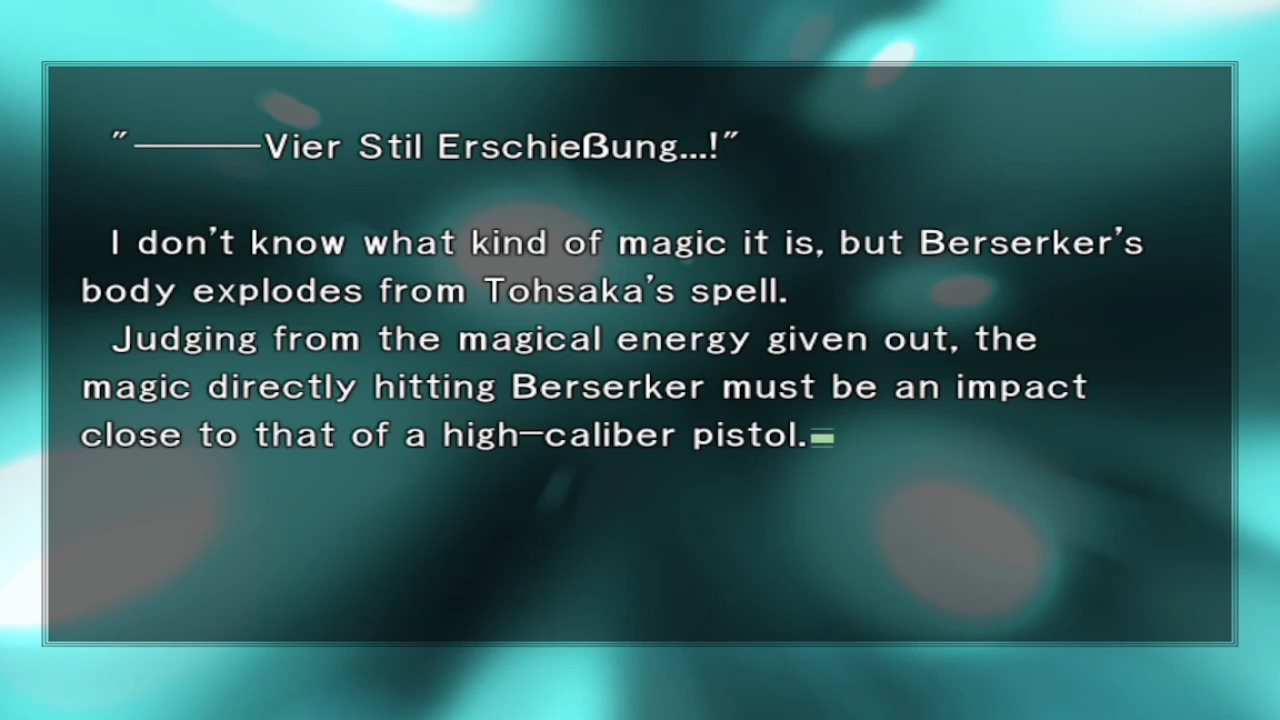 "————Vier Stil Erschießung...!"
I don't know what kind of magic it is, but Berserker's
body explodes from Tohsaka's spell.
Judging from the magical energy given out, the
magic directly hitting Berserker must be an impact
close to that of a high-caliber pistol.